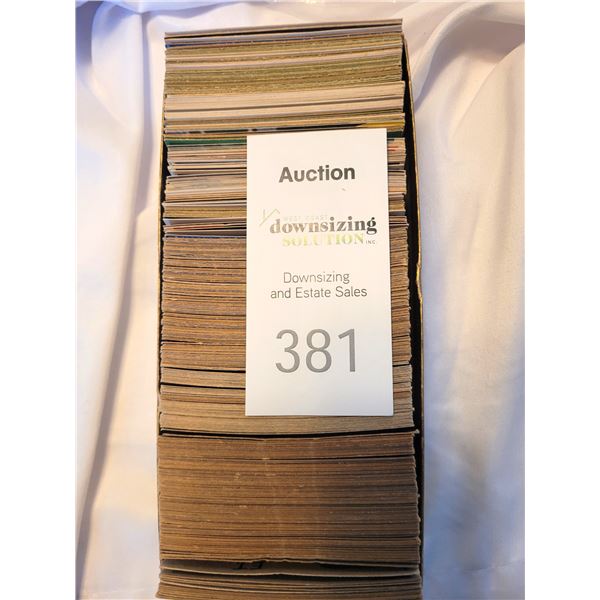 Auction
WEST COAST
downsizing
SOLUTION INC.
Downsizing
and Estate Sales
381